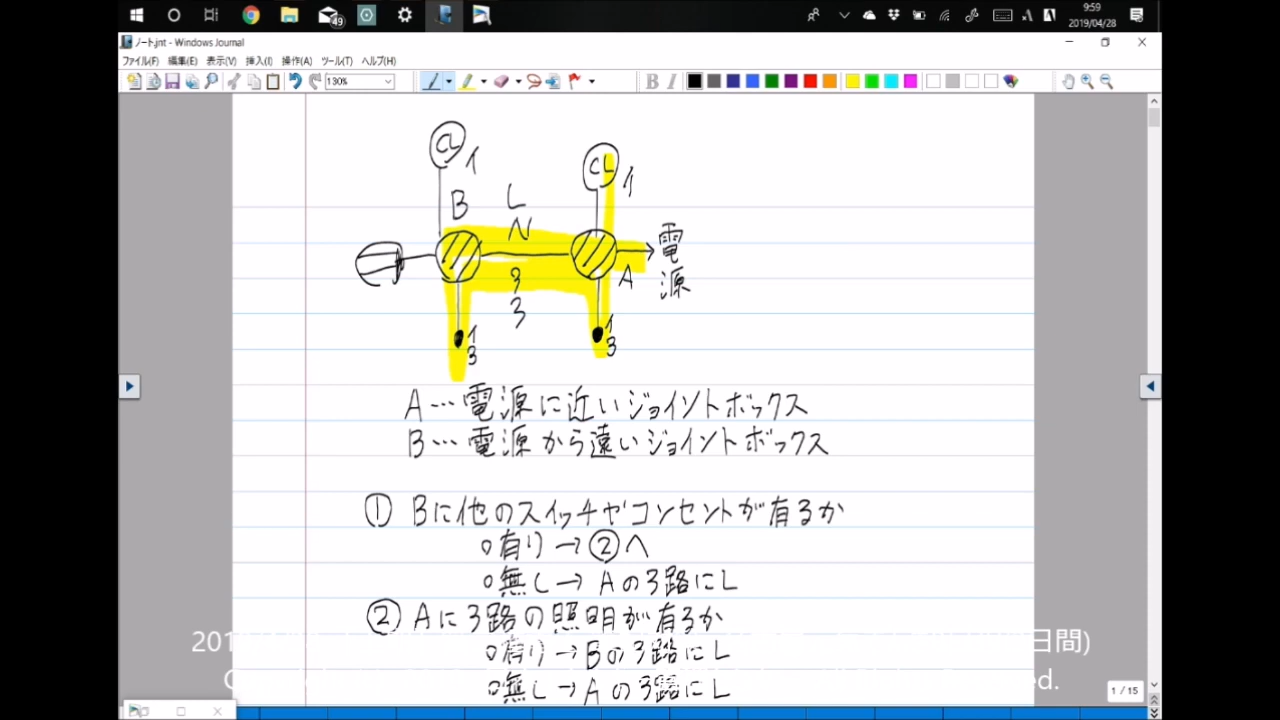 49
9:59
2019/04/28
ノート.jnt - Windows Journal
ファイル(F) 編集(E) 表示(V) 挿入(I) 操作(A) ツール(T) ヘルプ(H)
130%
B I
CL イ
CL イ
B L
N
電
源
A
3
3
イ
3
イ
3
A…電源に近いジョイントボックス
B…電源から遠いジョイントボックス
① Bに他のスイッチやコンセントが有るか
○有り→②へ
○無し→Aの3路にL
② Aに3路の照明が有るか
○有り→Bの3路にL
○無し→Aの3路にL
1 / 15